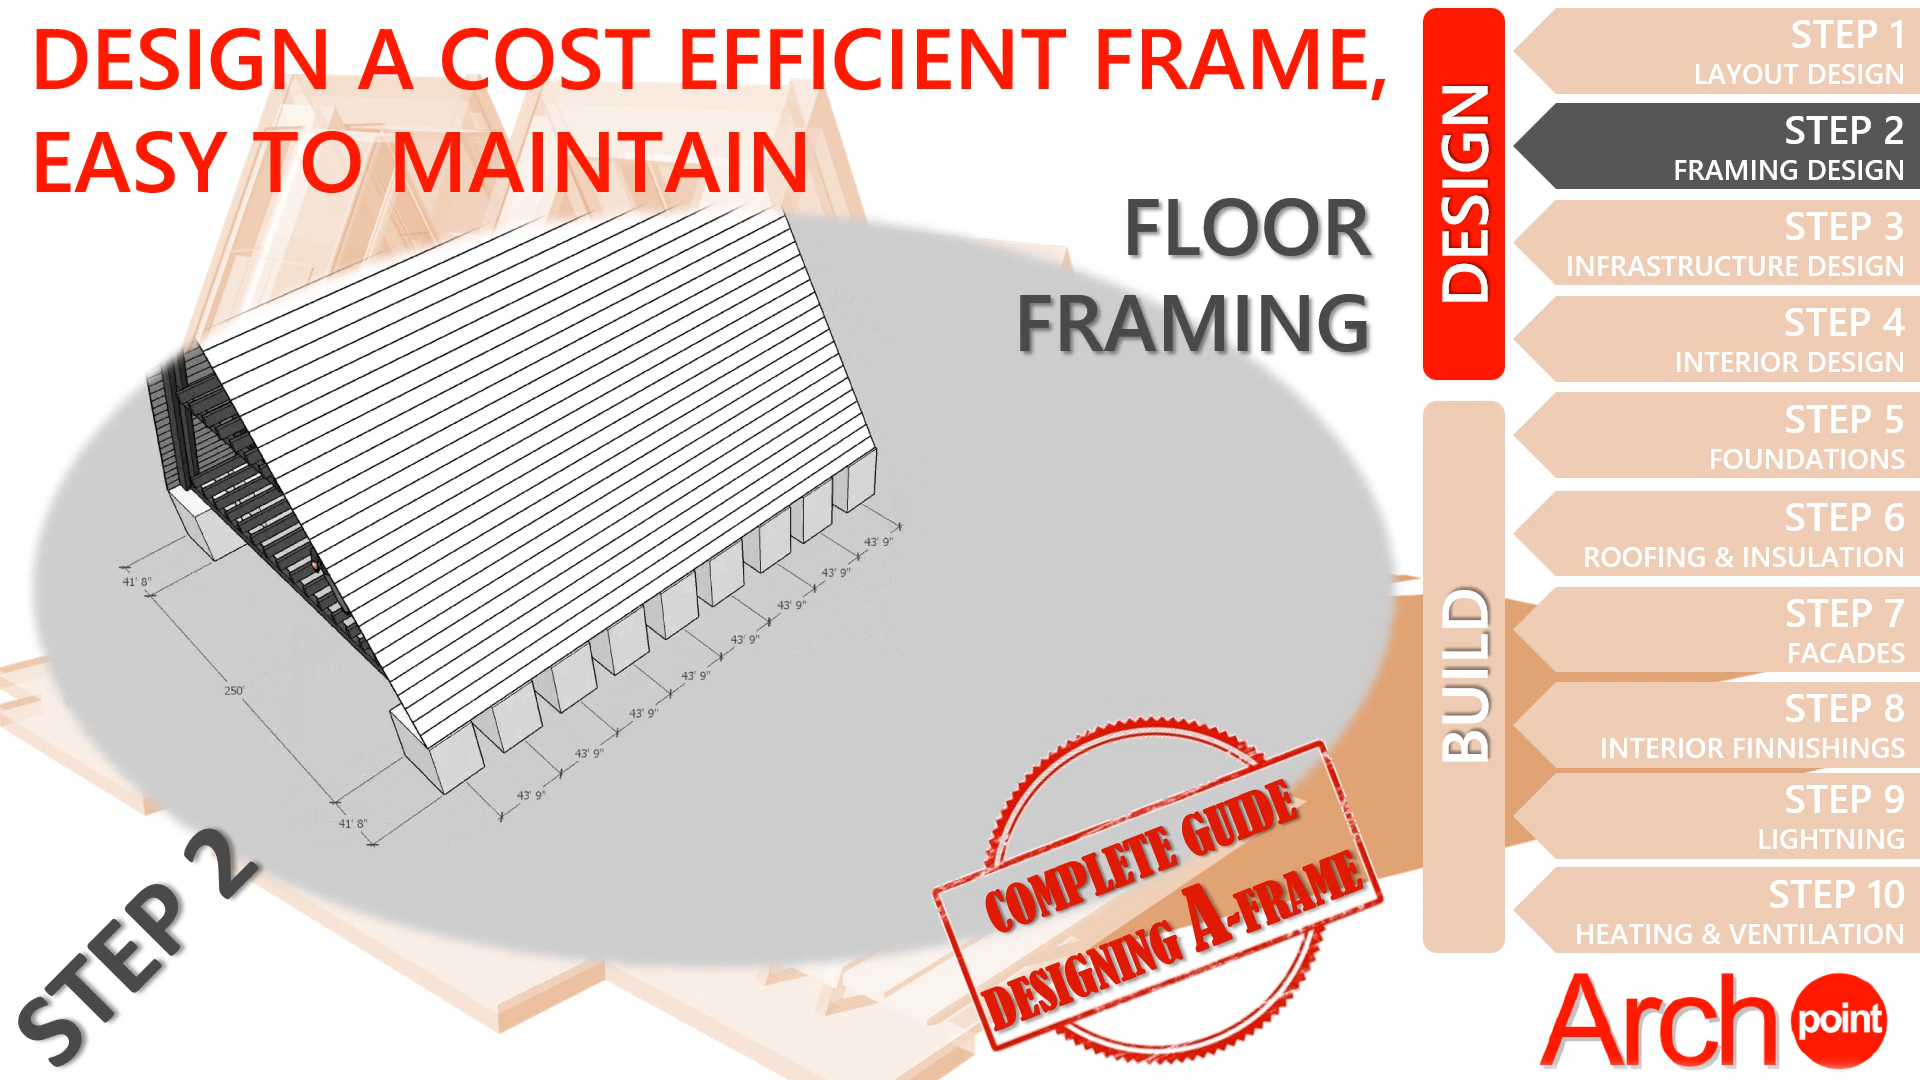 DESIGN A COST EFFICIENT FRAME,
EASY TO MAINTAIN
FLOOR
FRAMING
41' 8"
250'
41' 8"
43' 9"
43' 9"
43' 9"
43' 9"
43' 9"
43' 9"
43' 9"
43' 9"
STEP 2
COMPLETE GUIDE
DESIGNING A-FRAME
DESIGN
STEP 1
LAYOUT DESIGN
STEP 2
FRAMING DESIGN
STEP 3
INFRASTRUCTURE DESIGN
STEP 4
INTERIOR DESIGN
BUILD
STEP 5
FOUNDATIONS
STEP 6
ROOFING & INSULATION
STEP 7
FACADES
STEP 8
INTERIOR FINNISHINGS
STEP 9
LIGHTNING
STEP 10
HEATING & VENTILATION
Arch point